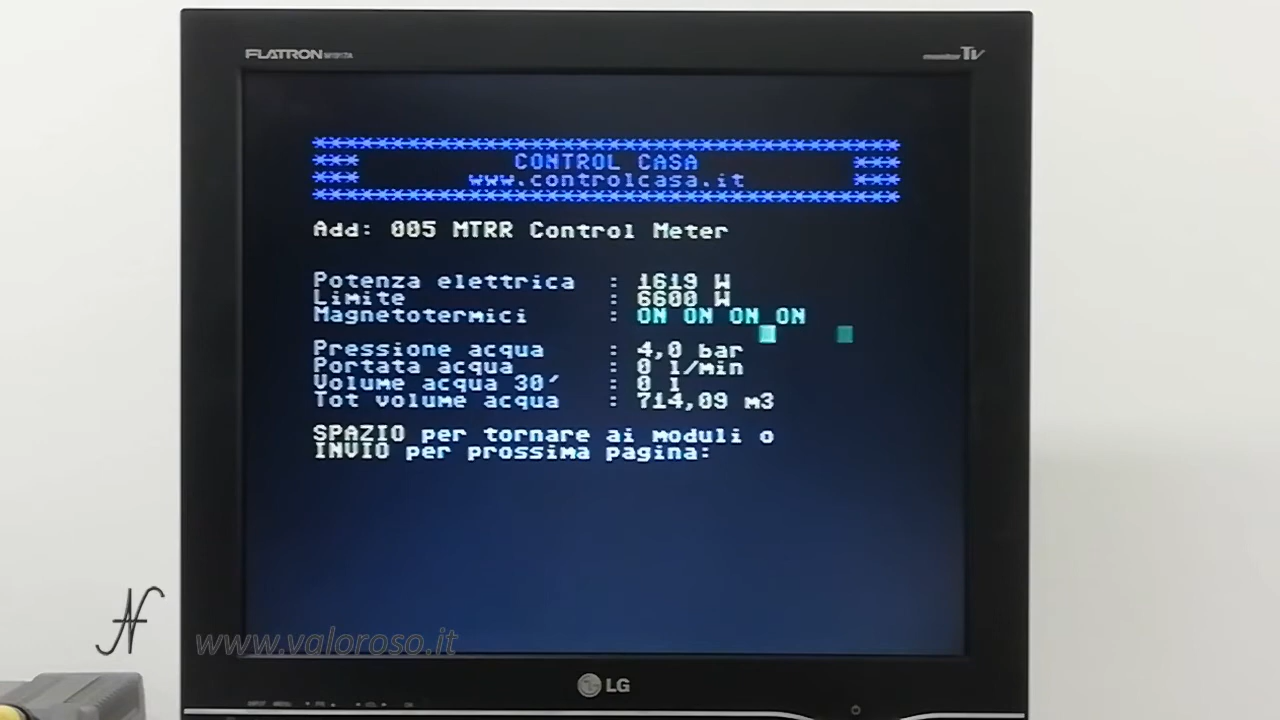 FLATRON
monitor TV
************************************************
*** CONTROL CASA ***
*** www.controlcasa.it ***
************************************************
Add: 005 MTRR Control Meter
Potenza elettrica : 1619 W
Limite : 6600 W
Magnetotermici : ON ON ON ON
Pressione acqua : 4,0 bar
Portata acqua : 0 l/min
Volume acqua 30' : 0 l
Tot volume acqua : 714,09 m3
SPAZIO per tornare ai moduli o
INVIO per prossima pagina:
www.valoroso.it
LG